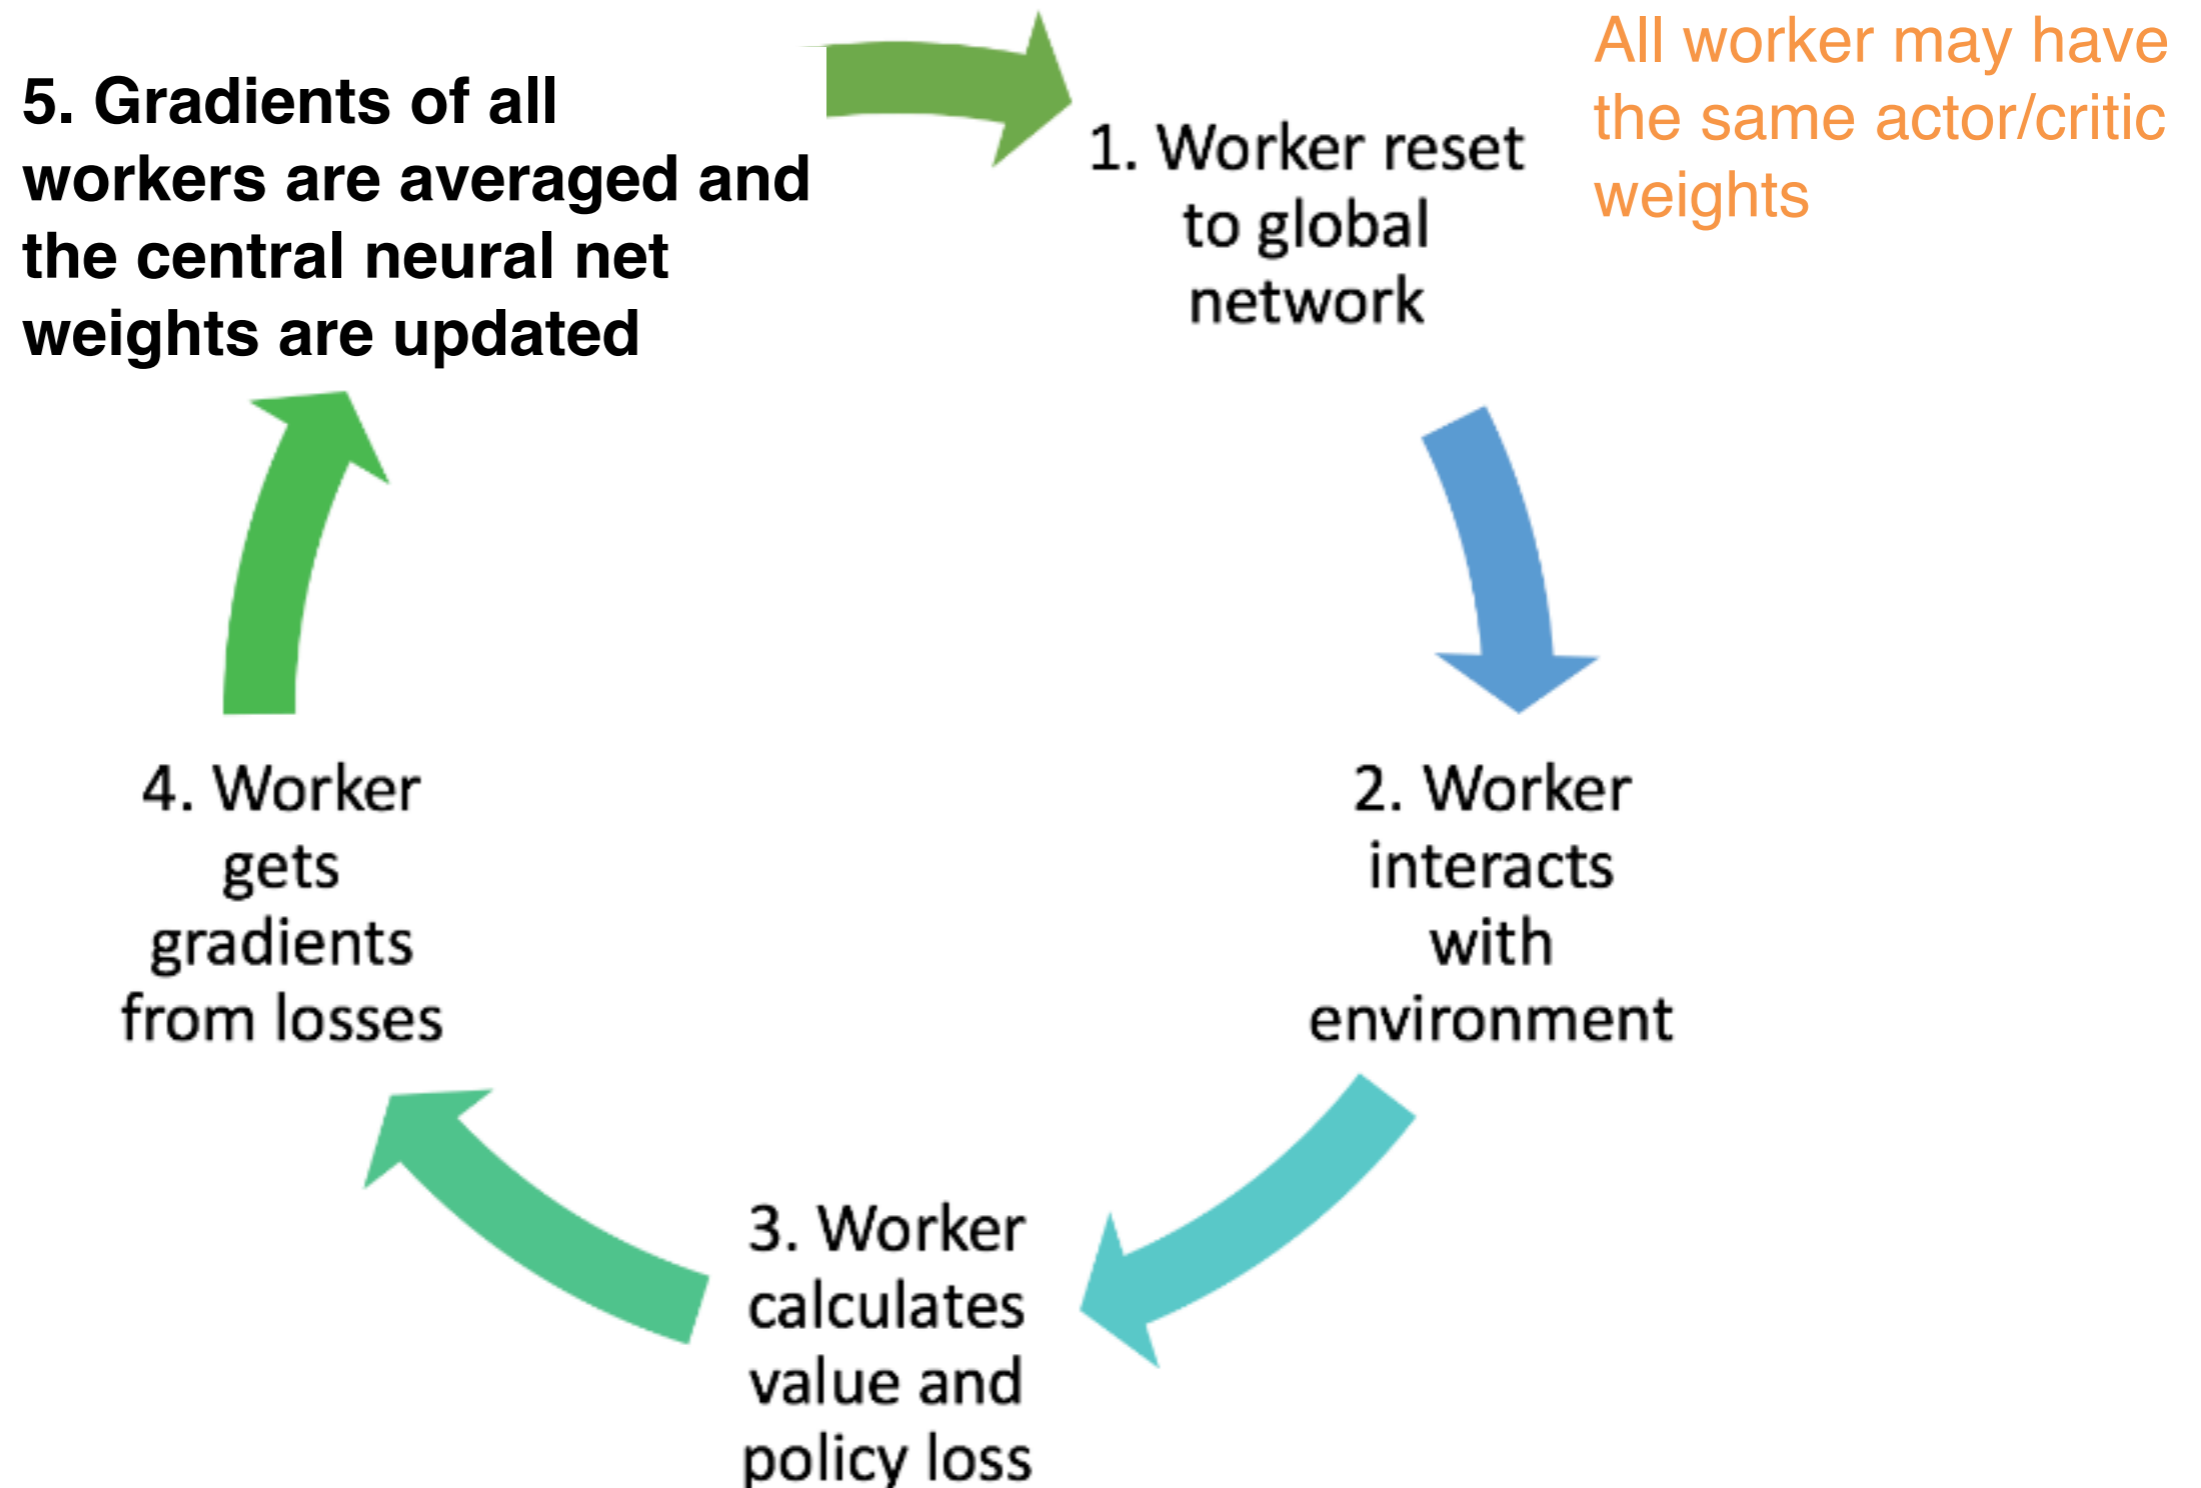 5. Gradients of all
workers are averaged and
the central neural net
weights are updated
1. Worker reset
to global
network
All worker may have
the same actor/critic
weights
2. Worker
interacts
with
environment
3. Worker
calculates
value and
policy loss
4. Worker
gets
gradients
from losses